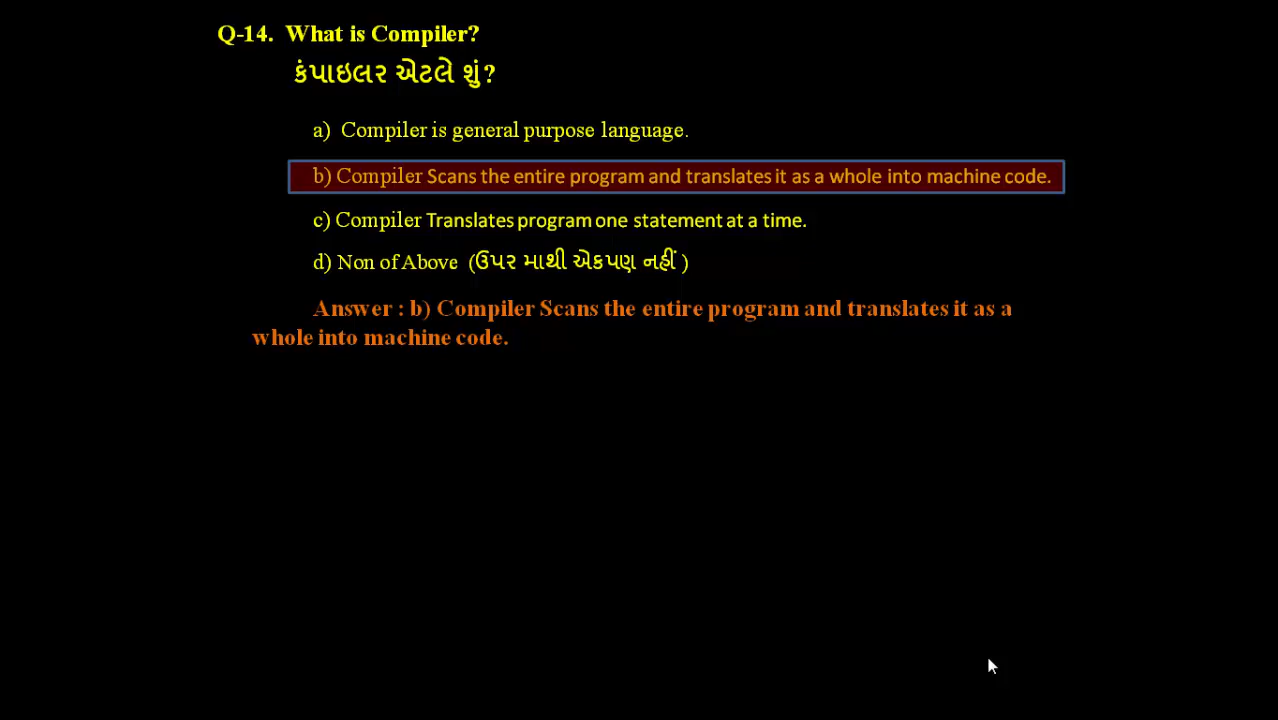 Q-14. What is Compiler?
કંપાઇલર એટલે શું?
a) Compiler is general purpose language.
b) Compiler Scans the entire program and translates it as a whole into machine code.
c) Compiler Translates program one statement at a time.
d) Non of Above (ઉપર માથી એકપણ નહીં )
Answer : b) Compiler Scans the entire program and translates it as a
whole into machine code.